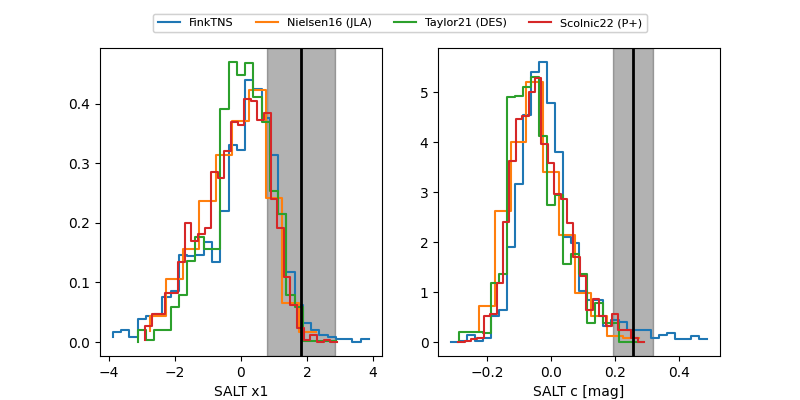 FinkTNS Nielsen16 (JLA) Taylor21 (DES) Scolnic22 (P+)
0.4
0.3
0.2
0.1
0.0
−4 −2 0 2 4
SALT x1
5
4
3
2
1
0
−0.2 0.0 0.2 0.4
SALT c [mag]